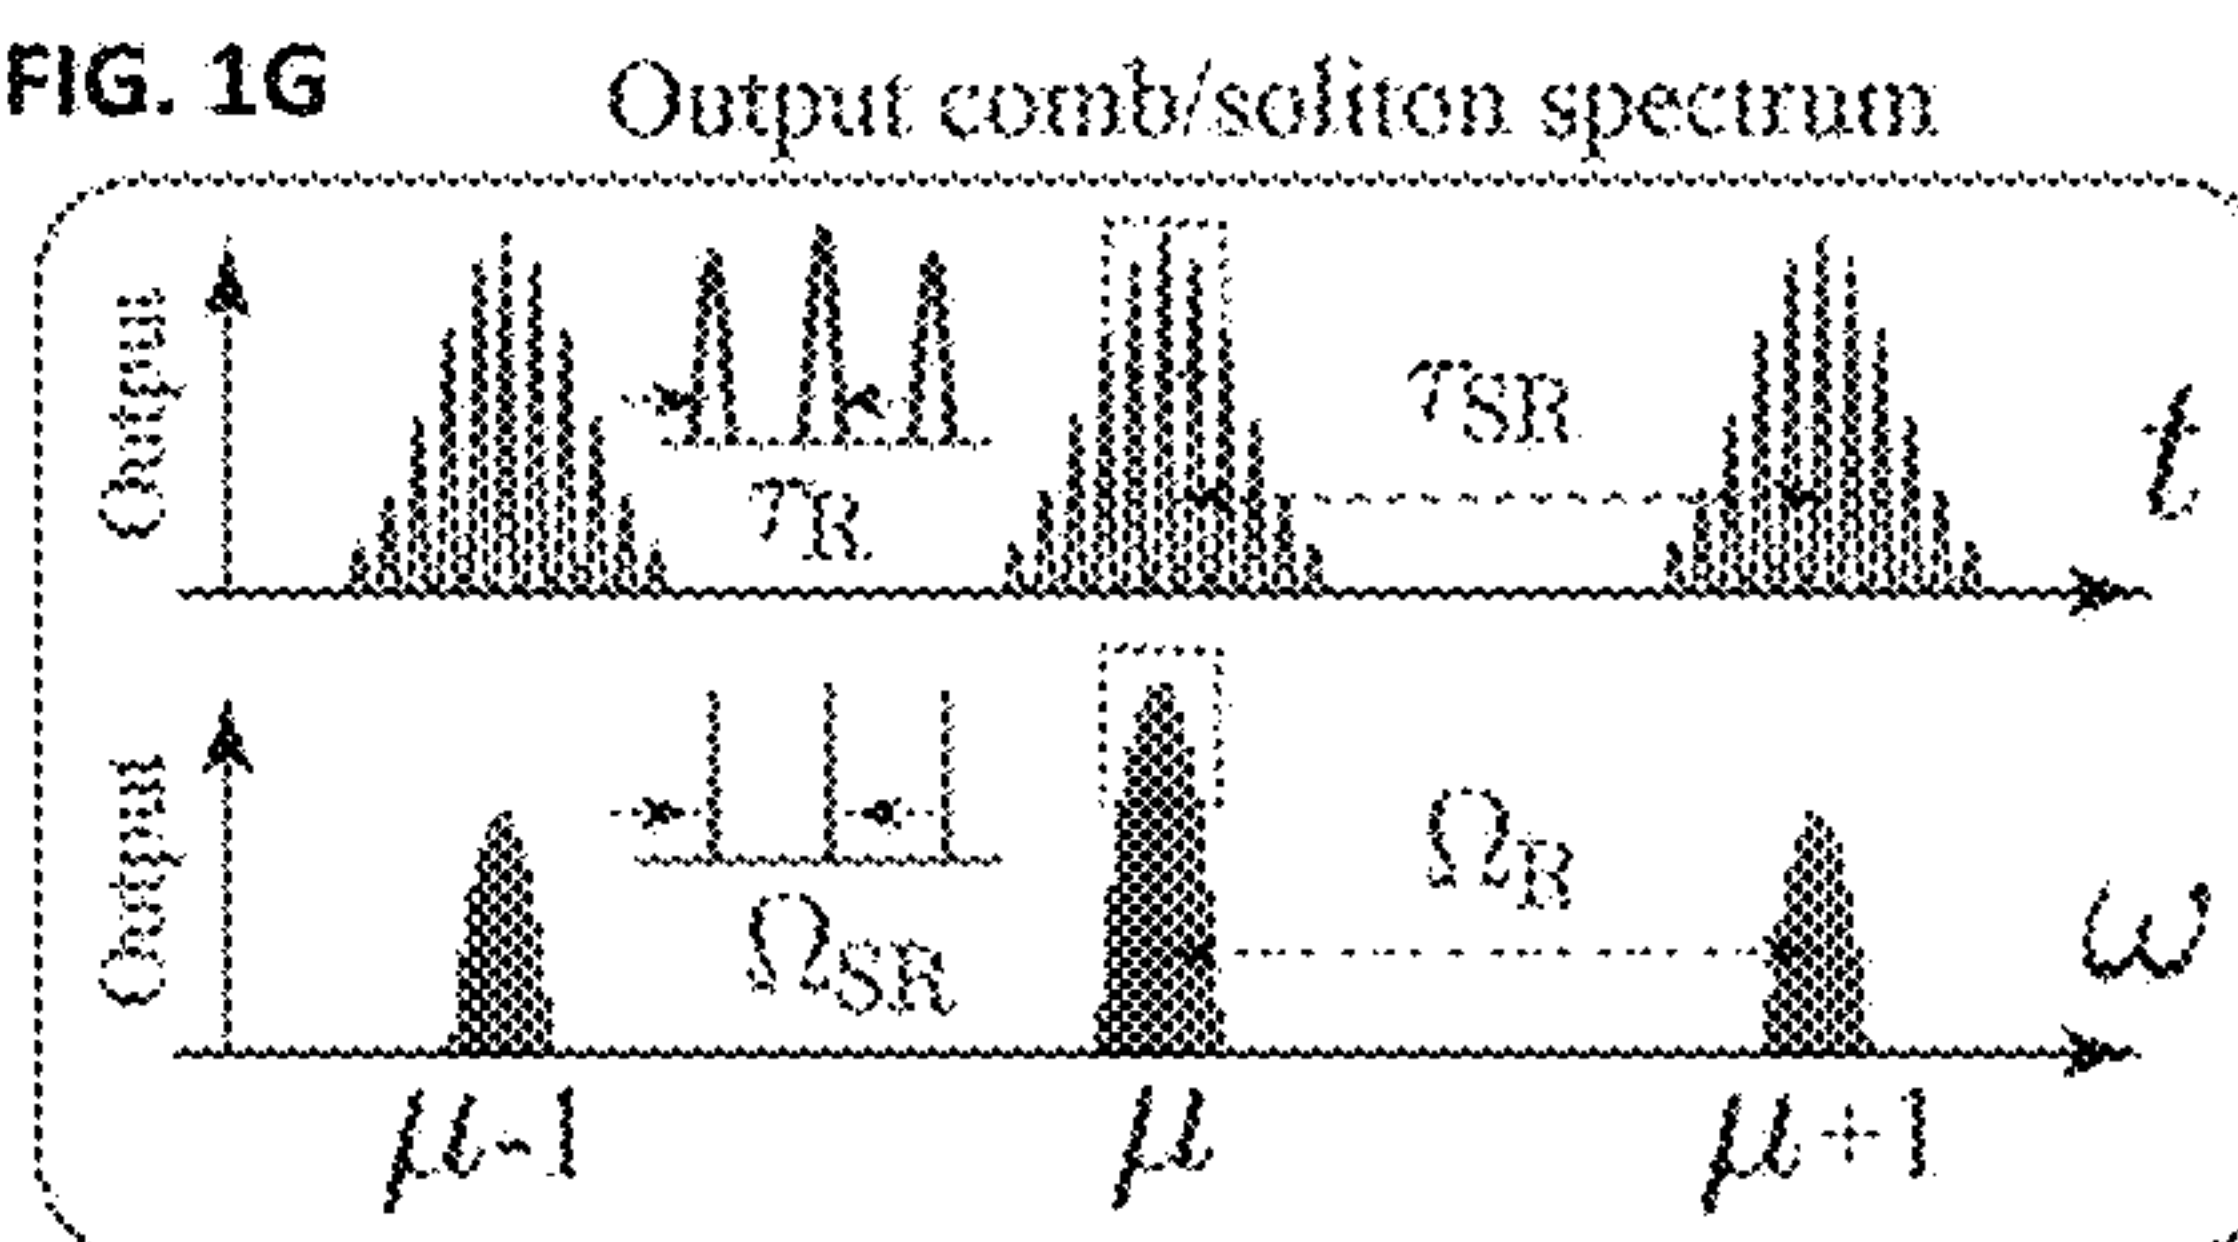 FIG. 1G
Output comb/soliton spectrum
Output
τR
τSR
t
Output
ΩSR
ΩR
ω
μ-1
μ
μ+1